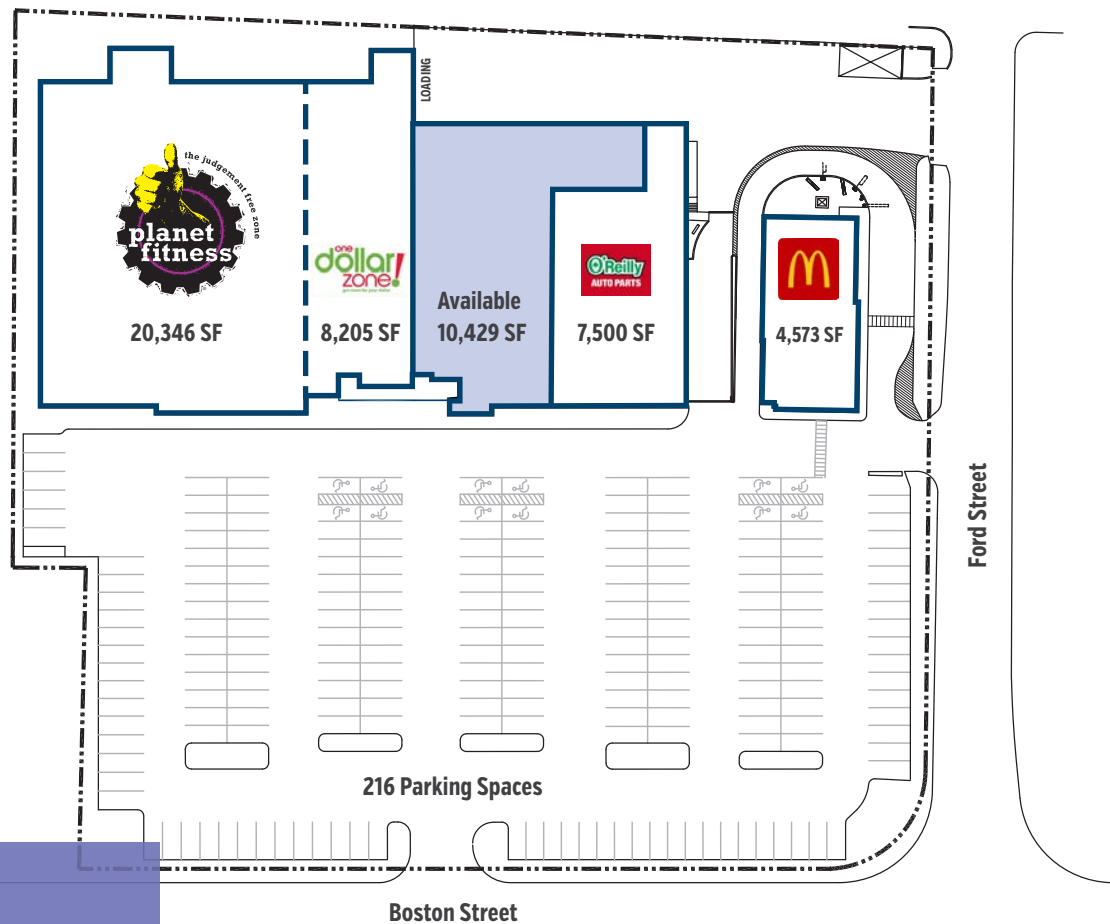 LOADING
the judgement free zone
planet
fitness
20,346 SF
one
dollar!
zone
8,205 SF
Available
10,429 SF
O'Reilly
AUTO PARTS
7,500 SF
4,573 SF
Ford Street
216 Parking Spaces
Boston Street